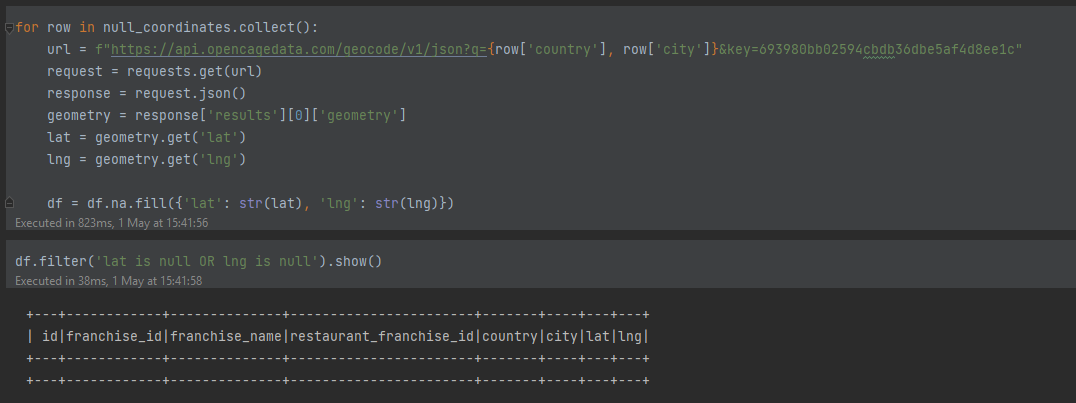 for row in null_coordinates.collect():
    url = f"https://api.opencagedata.com/geocode/v1/json?q={row['country'], row['city']}&key=693980bb02594cbdb36dbe5af4d8ee1c"
    request = requests.get(url)
    response = request.json()
    geometry = response['results'][0]['geometry']
    lat = geometry.get('lat')
    lng = geometry.get('lng')
    df = df.na.fill({'lat': str(lat), 'lng': str(lng)})
Executed in 823ms, 1 May at 15:41:56
df.filter('lat is null OR lng is null').show()
Executed in 38ms, 1 May at 15:41:58
+---+------------+--------------+-----------------------+-------+----+---+---+
| id|franchise_id|franchise_name|restaurant_franchise_id|country|city|lat|lng|
+---+------------+--------------+-----------------------+-------+----+---+---+
+---+------------+--------------+-----------------------+-------+----+---+---+